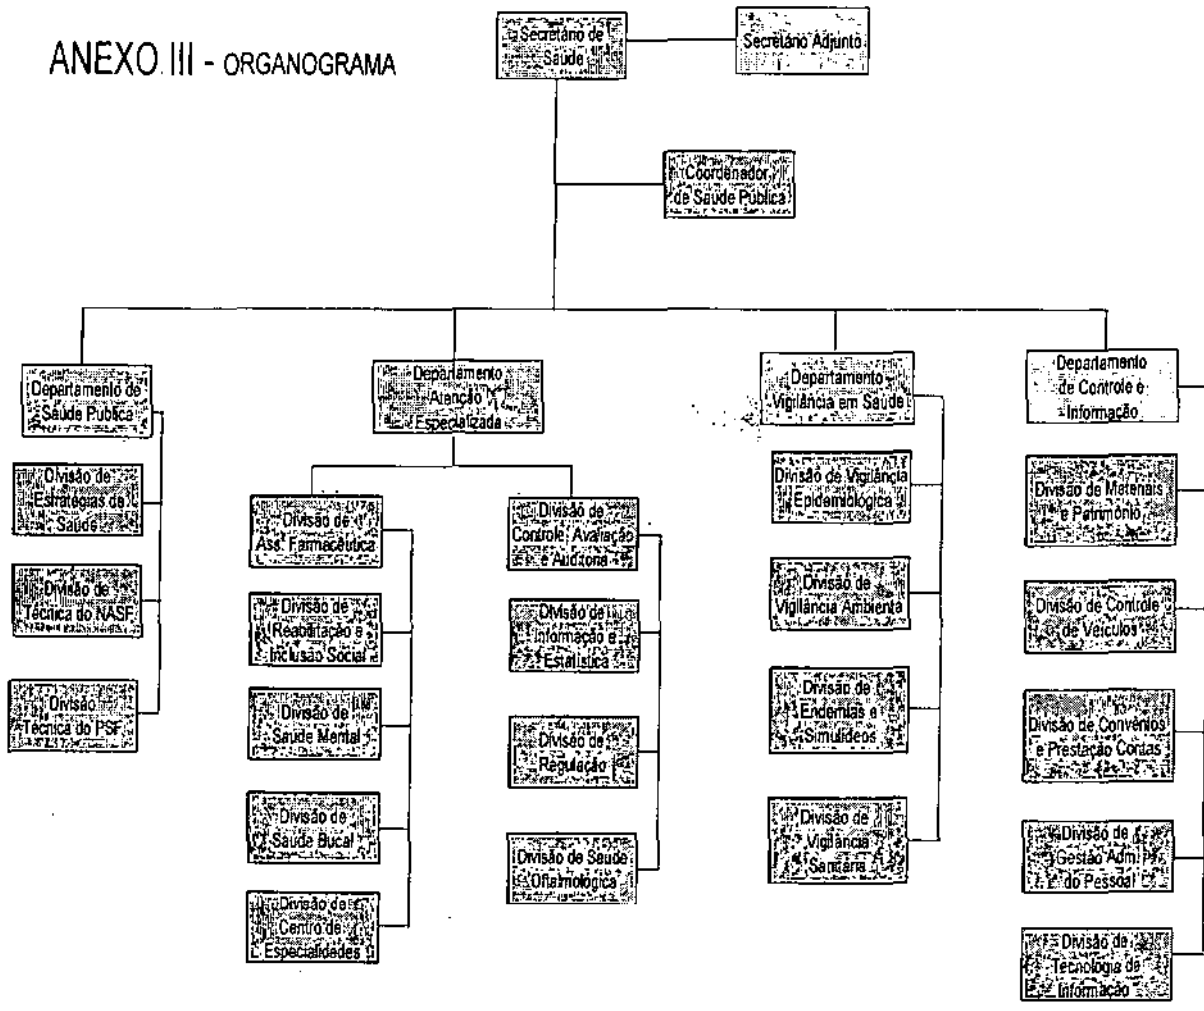 ANEXO III - ORGANOGRAMA
Secretário de
Saúde
Secretário Adjunto
Coordenador
de Saúde Pública
Departamento de
Saúde Pública
Divisão de
Estratégias de
Saúde
Divisão de
Técnica do NASF
Divisão
Técnica do PSF
Departamento
Atenção
Especializada
Divisão de
Ass. Farmacêutica
Divisão de
Reabilitação e
Inclusão Social
Divisão de
Saúde Mental
Divisão de
Saúde Bucal
Divisão de
Centro de
Especialidades
Divisão de
Controle, Avaliação
e Auditoria
Divisão de
Informação e
Estatística
Divisão de
Regulação
Divisão de Saúde
Oftalmológica
Departamento
Vigilância em Saúde
Divisão de Vigilância
Epidemiológica
Divisão de
Vigilância Ambiental
Divisão de
Endemias e
Simulídeos
Divisão de
Vigilância
Sanitária
Departamento
de Controle e
Informação
Divisão de Materiais
e Patrimônio
Divisão de Controle
de Veículos
Divisão de Convênios
e Prestação Contas
Divisão de
Gestão Adm.
do Pessoal
Divisão de
Tecnologia de
Informação